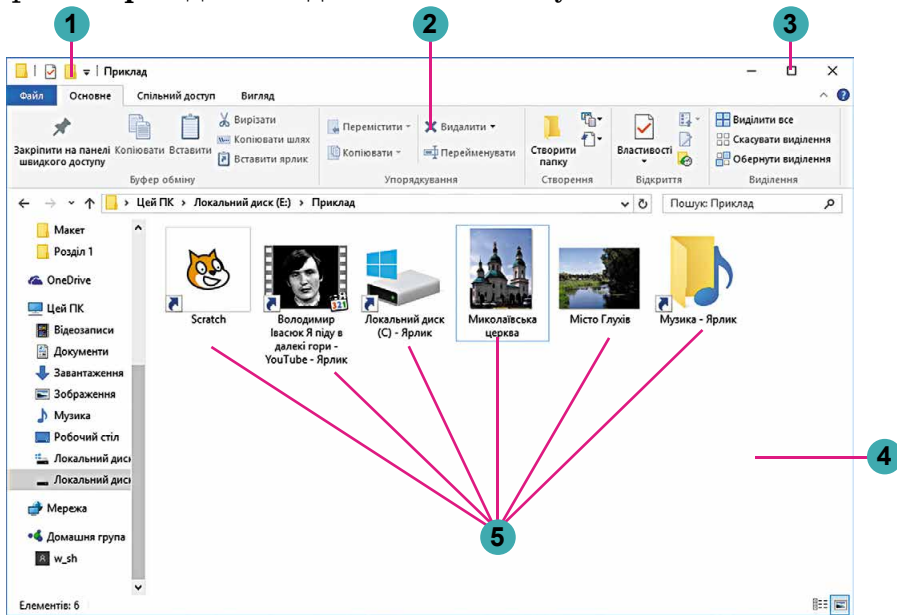 1 2 3
Приклад
Файл Основне Спільний доступ Вигляд
Закріпити на панелі швидкого доступу
Копіювати
Вставити
Вирізати
Копіювати шлях
Вставити ярлик
Буфер обміну
Перемістити
Копіювати
Видалити
Перейменувати
Упорядкування
Створити папку
Створення
Властивості
Відкриття
Виділити все
Скасувати виділення
Обернути виділення
Виділення
Цей ПК › Локальний диск (E:) › Приклад
Пошук: Приклад
Макет
Розділ 1
OneDrive
Цей ПК
Відеозаписи
Документи
Завантаження
Зображення
Музика
Робочий стіл
Локальний диск
Локальний диск
Мережа
Домашня група
w_sh
Scratch
Володимир
Івасюк Я піду в
далекі гори -
YouTube - Ярлик
321
Локальний диск
(C) - Ярлик
Миколаївська
церква
Місто Глухів
Музика - Ярлик
4
5
Елементів: 6